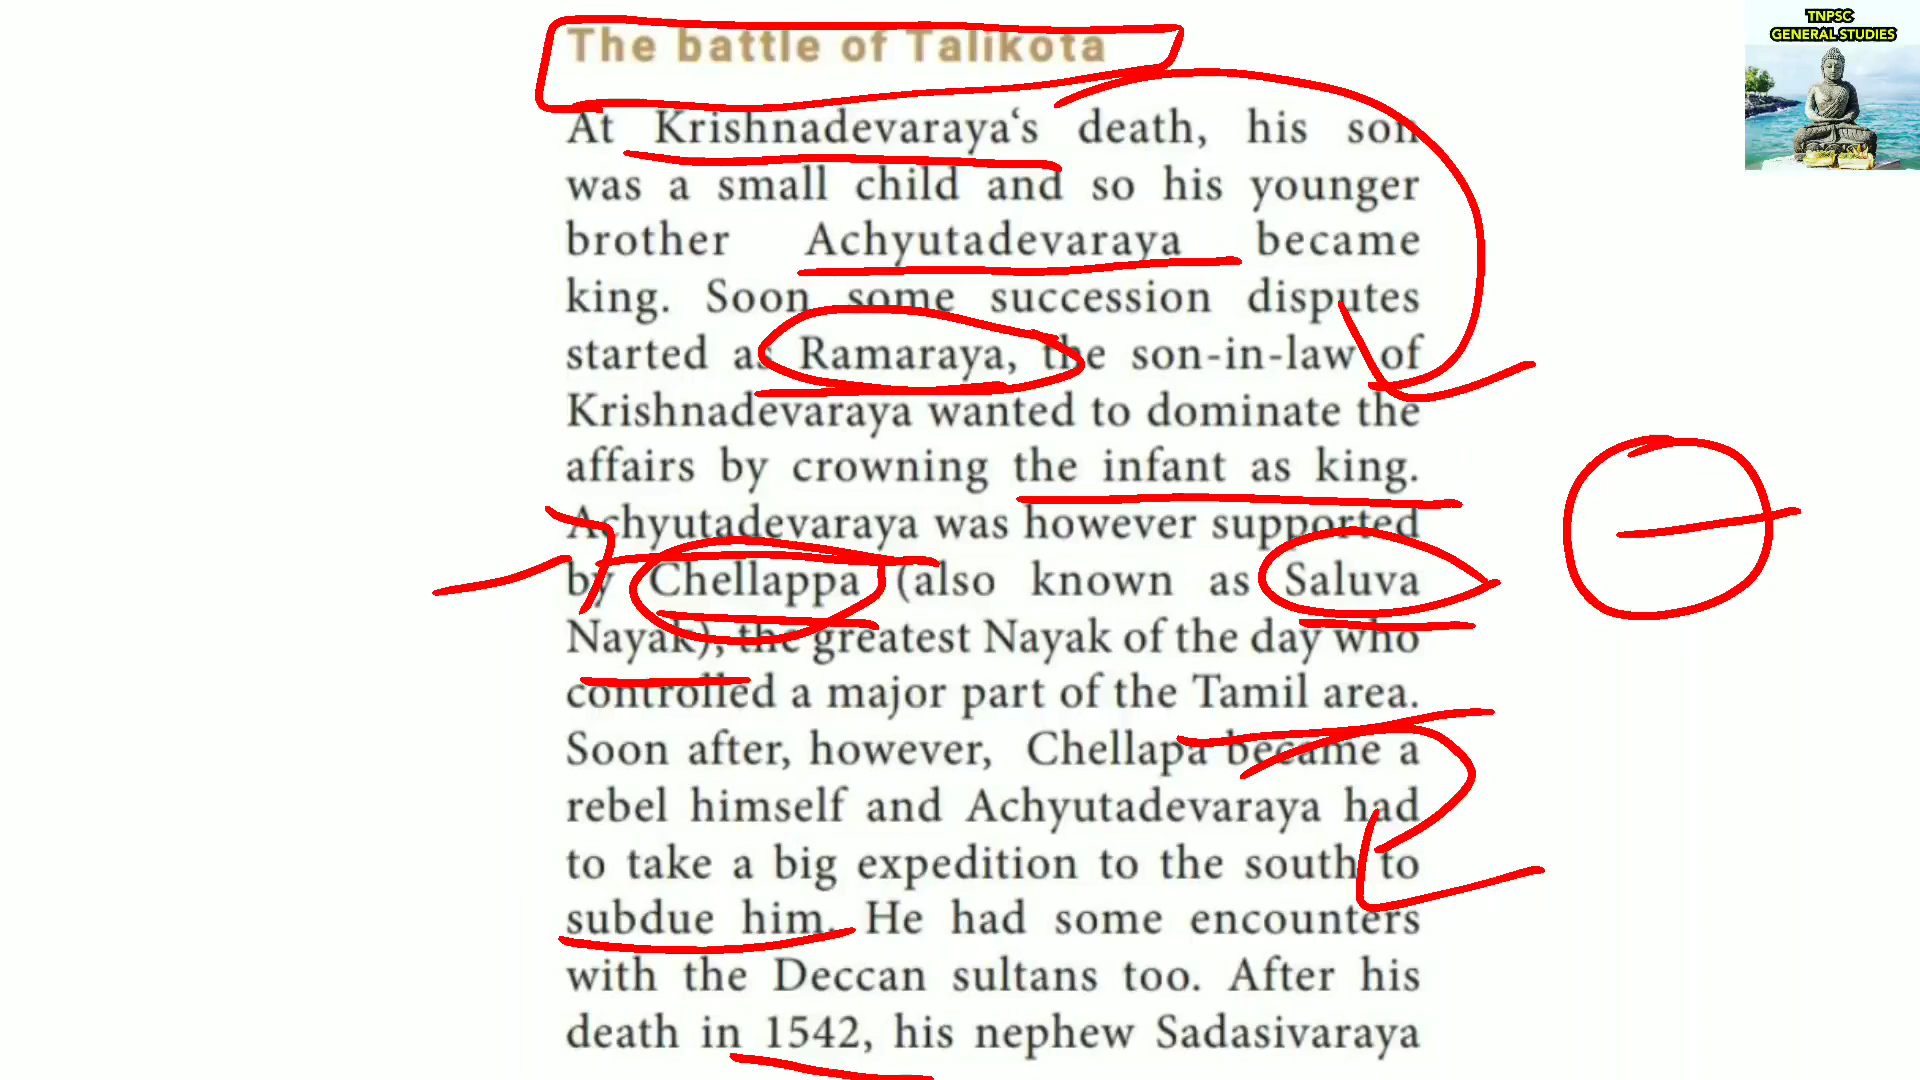 TNPSC
GENERAL STUDIES
The battle of Talikota
At Krishnadevaraya‘s death, his son
was a small child and so his younger
brother Achyutadevaraya became
king. Soon some succession disputes
started as Ramaraya, the son-in-law of
Krishnadevaraya wanted to dominate the
affairs by crowning the infant as king.
Achyutadevaraya was however supported
by Chellappa (also known as Saluva
Nayak), the greatest Nayak of the day who
controlled a major part of the Tamil area.
Soon after, however, Chellapa became a
rebel himself and Achyutadevaraya had
to take a big expedition to the south to
subdue him. He had some encounters
with the Deccan sultans too. After his
death in 1542, his nephew Sadasivaraya